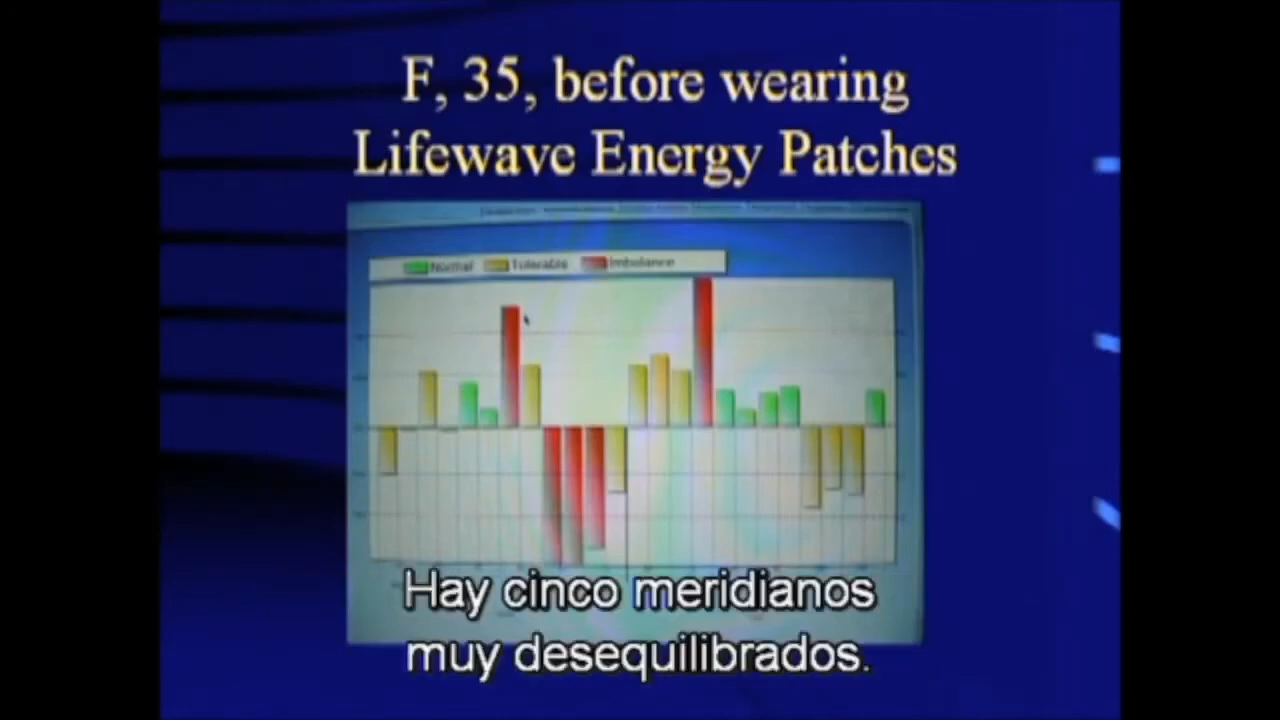 F, 35, before wearing
Lifewave Energy Patches
Normal Tolerable Imbalance
Hay cinco meridianos
muy desequilibrados.